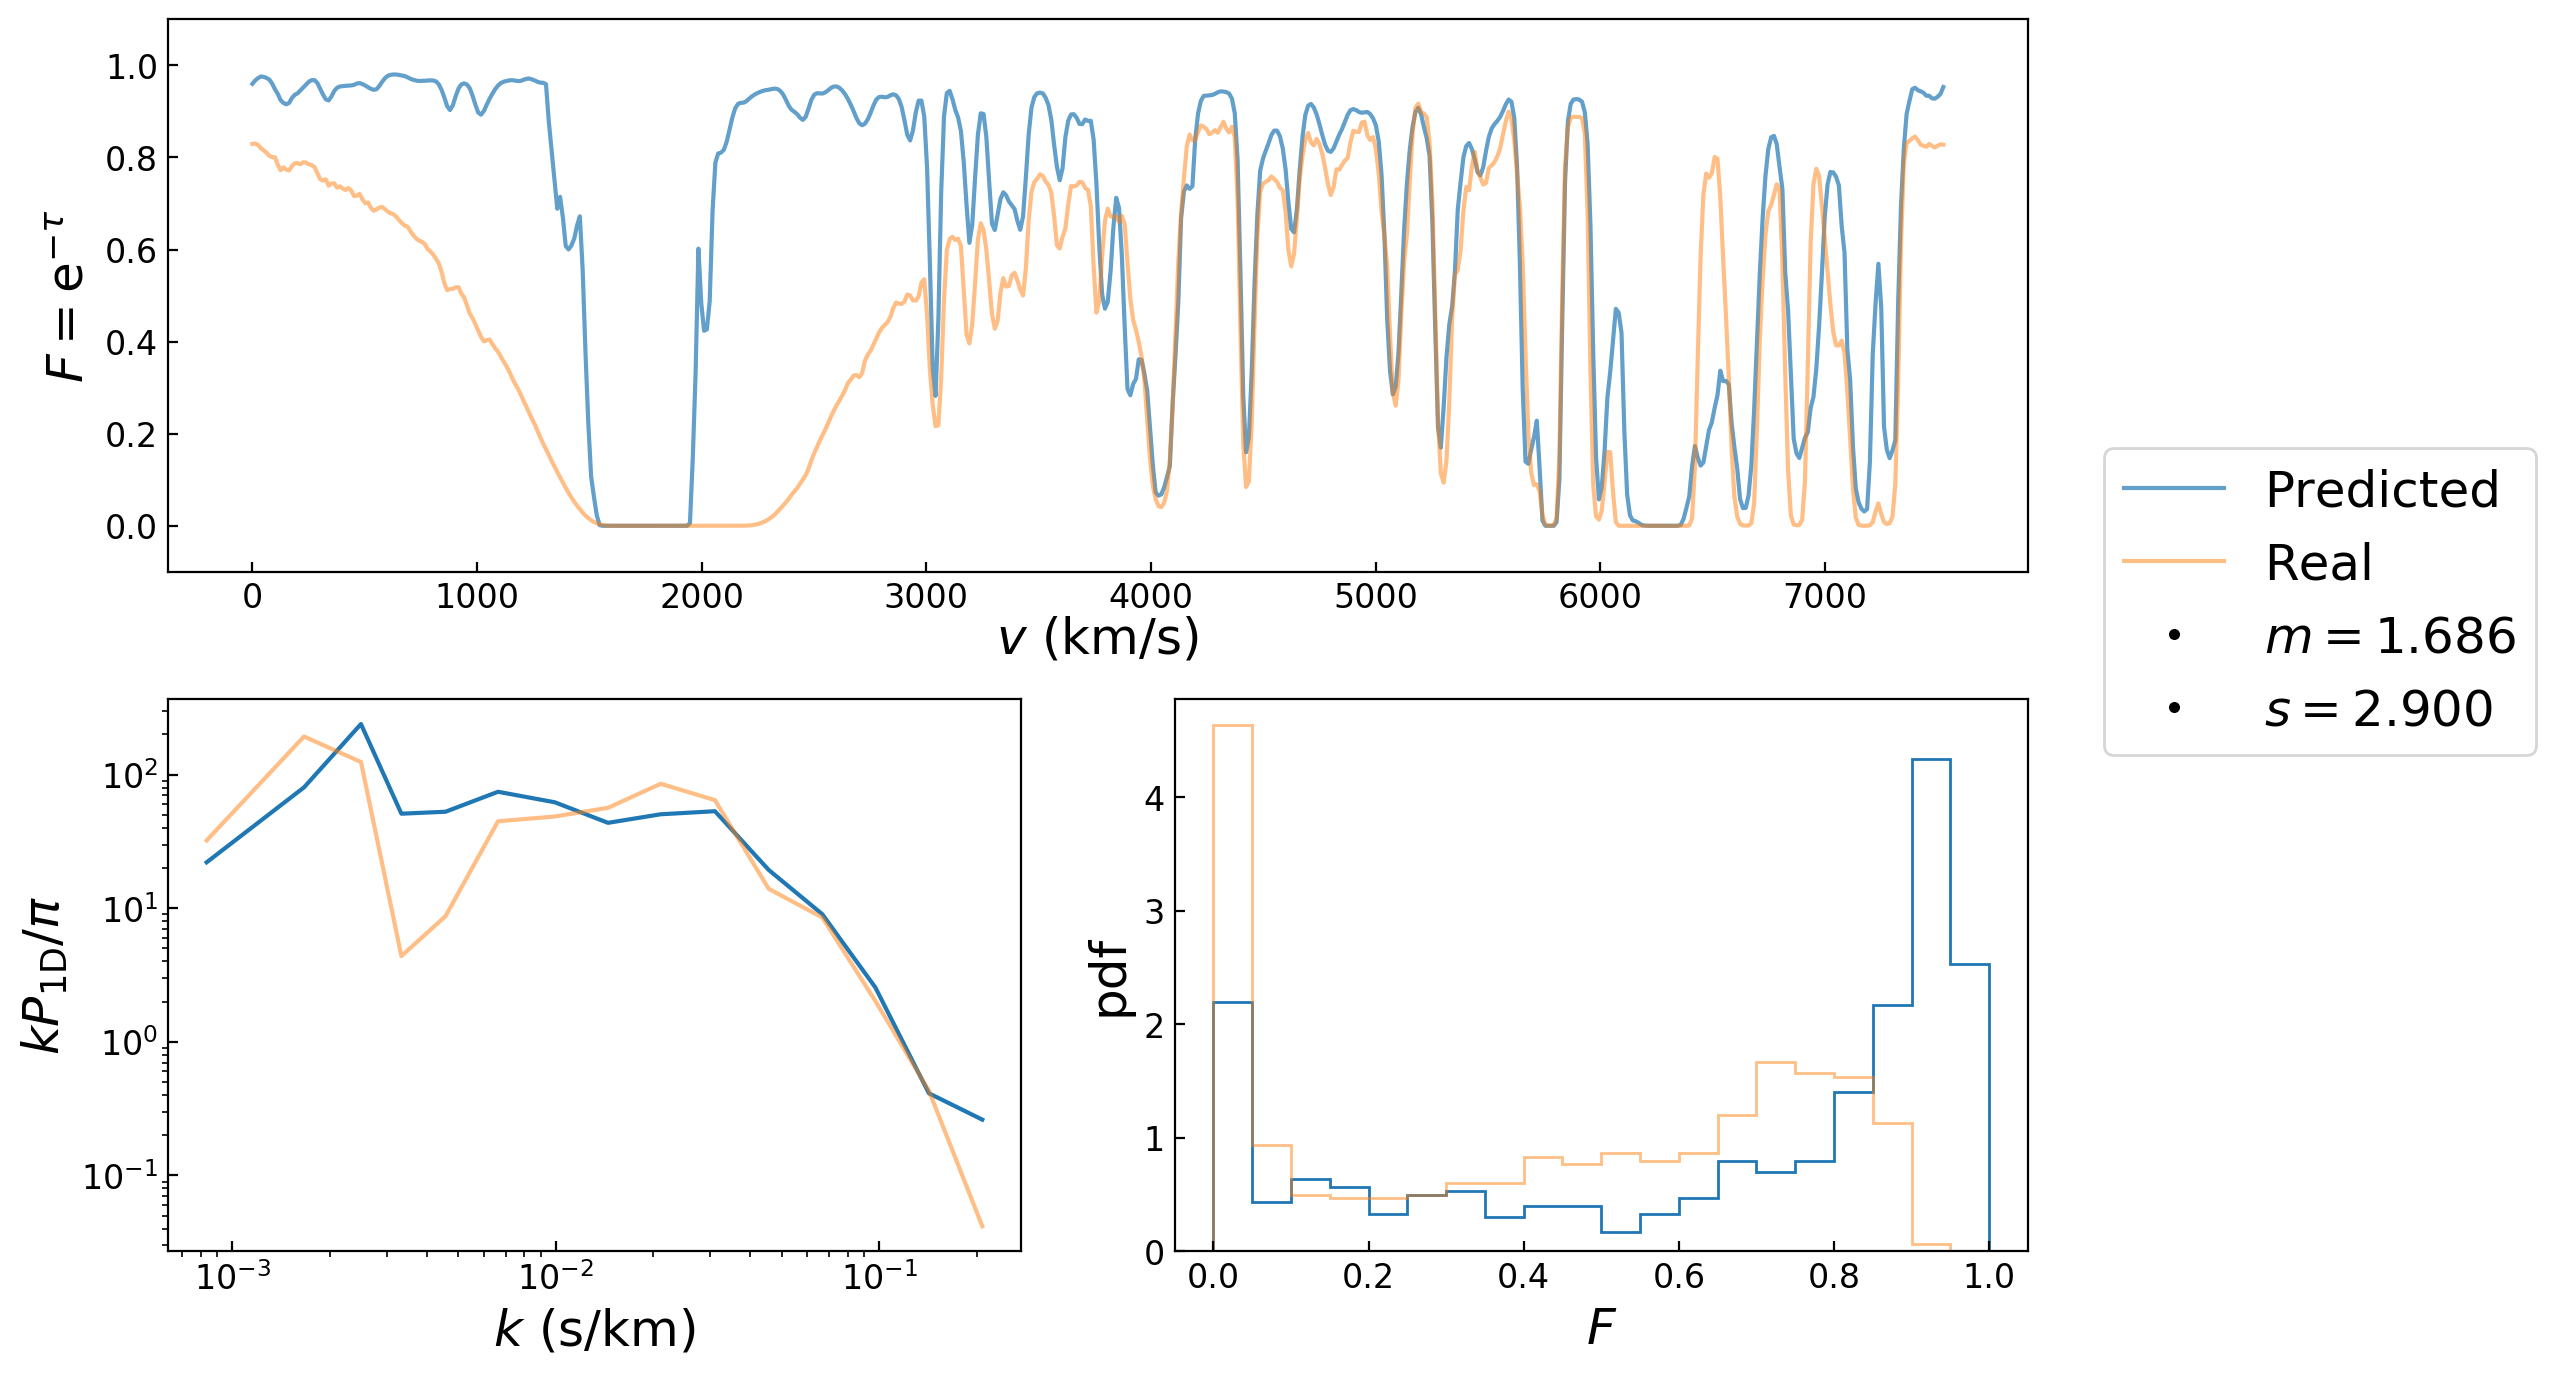 F = e^{−τ}
1.0
0.8
0.6
0.4
0.2
0.0
0 1000 2000 3000 4000 5000 6000 7000
v (km/s)
Predicted
Real
m = 1.686
s = 2.900
kP_{1D}/π
10^2
10^1
10^0
10^{−1}
10^{−3} 10^{−2} 10^{−1}
k (s/km)
pdf
4
3
2
1
0
0.0 0.2 0.4 0.6 0.8 1.0
F